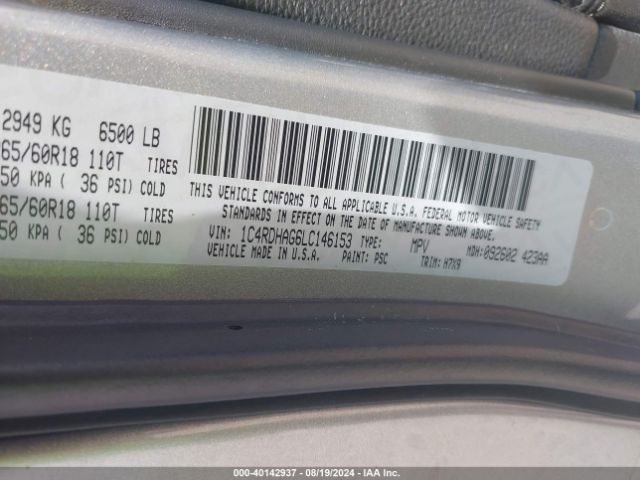 2949 KG 6500 LB
65/60R18 110T TIRES
50 KPA ( 36 PSI) COLD
65/60R18 110T TIRES
50 KPA ( 36 PSI) COLD
THIS VEHICLE CONFORMS TO ALL APPLICABLE U.S.A. FEDERAL MOTOR VEHICLE SAFETY
STANDARDS IN EFFECT ON THE DATE OF MANUFACTURE SHOWN ABOVE.
VIN: 1C4RDHAG6LC146153 TYPE: MPV MDH: 092602 423AA
VEHICLE MADE IN U.S.A. PAINT: PSC TRIM: H7X9
00-40142937 - 08/19/2024 - IAA Inc.